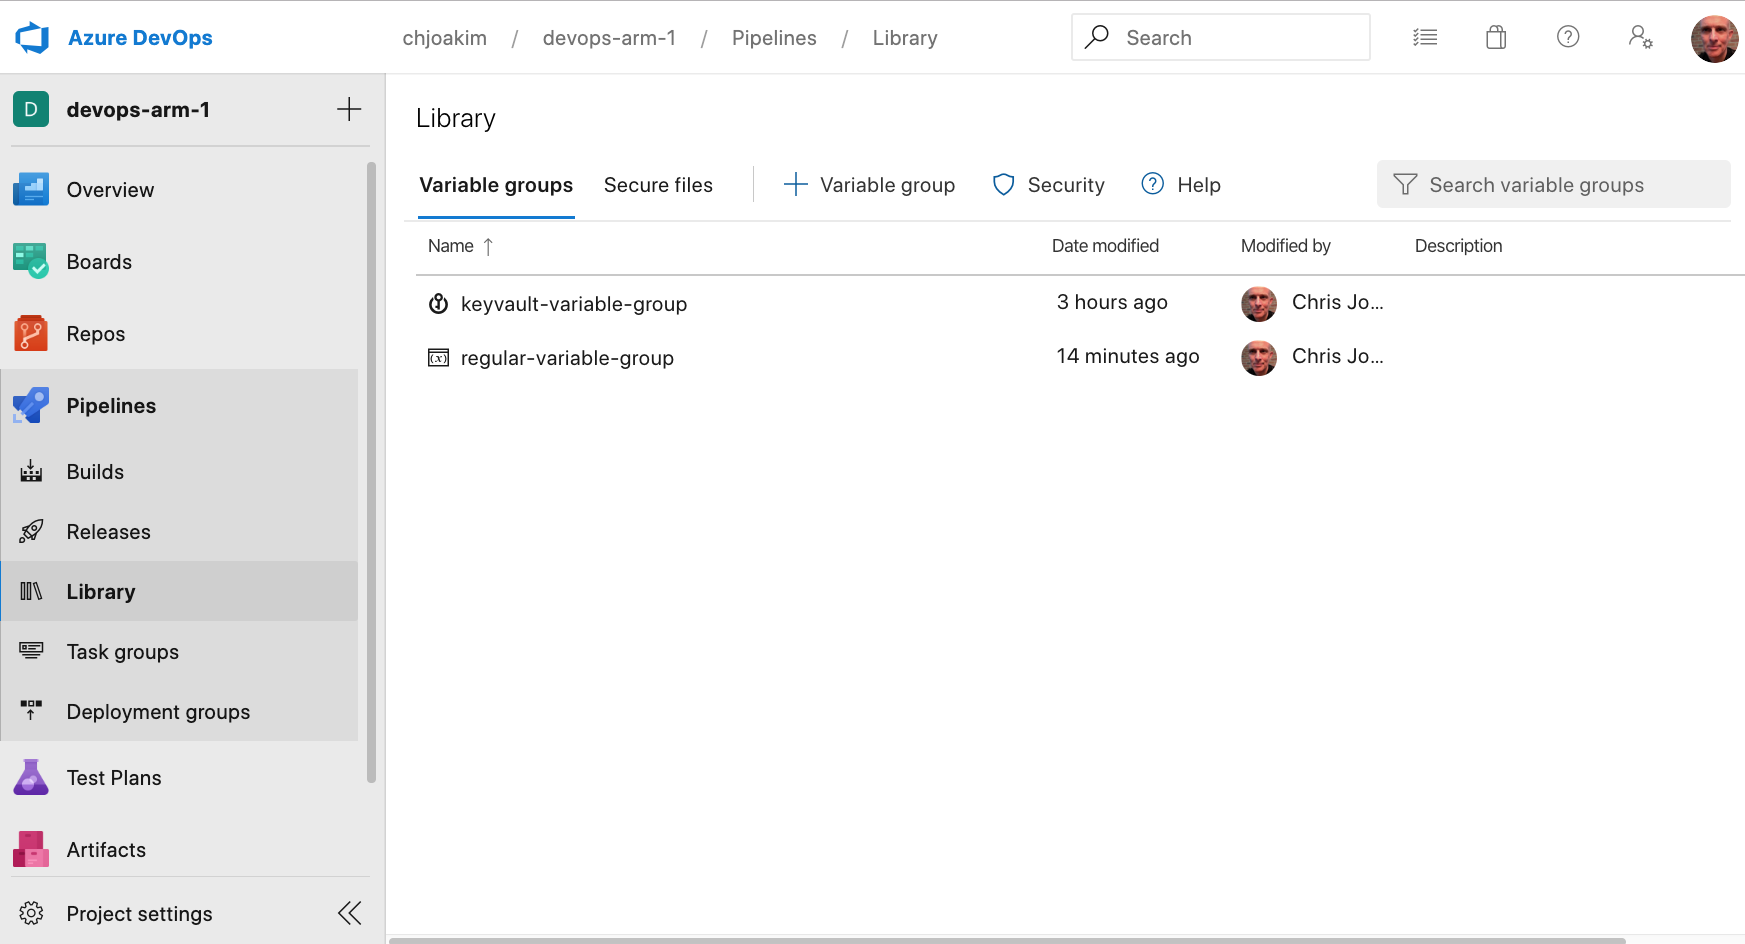 Azure DevOps
chjoakim / devops-arm-1 / Pipelines / Library
Search
D devops-arm-1
Overview
Boards
Repos
Pipelines
Builds
Releases
Library
Task groups
Deployment groups
Test Plans
Artifacts
Project settings
Library
Variable groups Secure files Variable group Security Help Search variable groups
Name ↑ Date modified Modified by Description
keyvault-variable-group 3 hours ago Chris Jo...
(x) regular-variable-group 14 minutes ago Chris Jo...